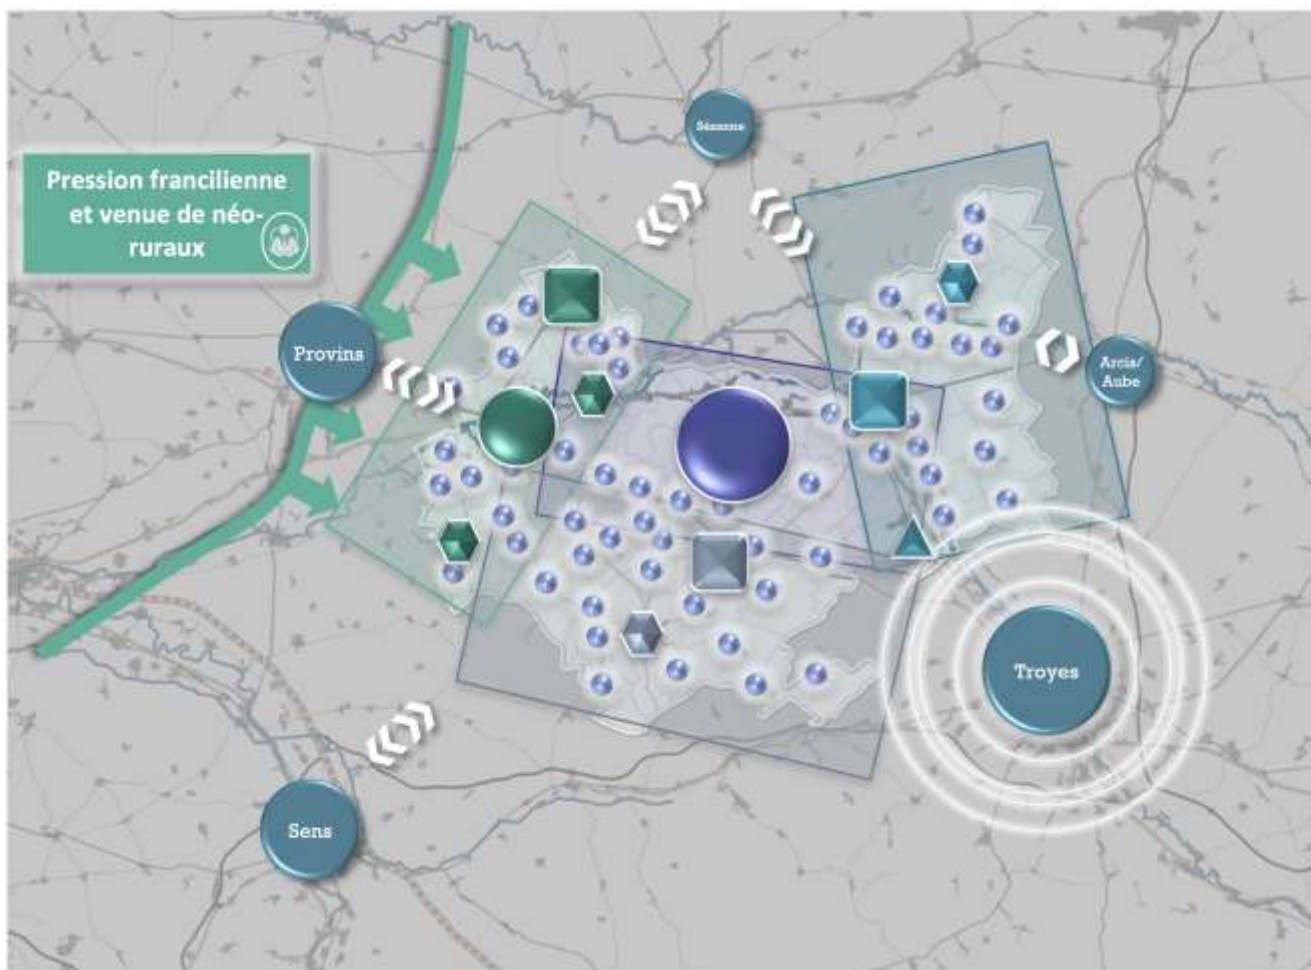 Sézanne
Pression francilienne
et venue de néo-
ruraux
Provins
Arcis/
Aube
Troyes
Sens